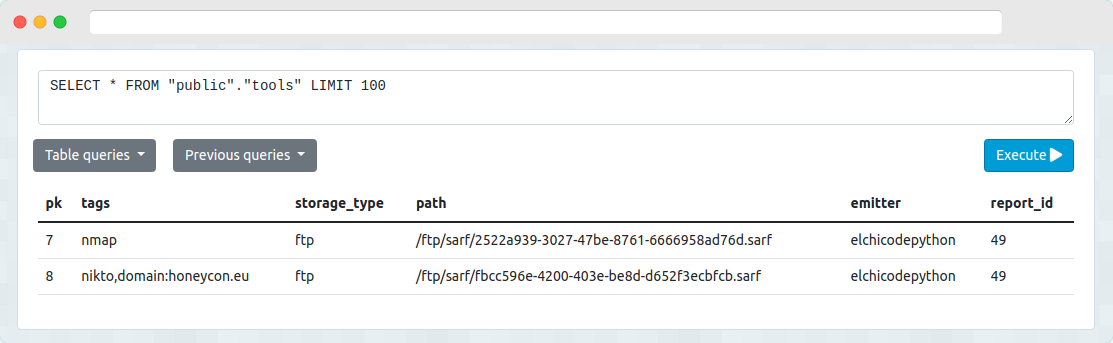 SELECT * FROM "public"."tools" LIMIT 100
Table queries Previous queries Execute
pk tags storage_type path emitter report_id
7 nmap ftp /ftp/sarf/2522a939-3027-47be-8761-6666958ad76d.sarf elchicodepython 49
8 nikto,domain:honeycon.eu ftp /ftp/sarf/fbcc596e-4200-403e-be8d-d652f3ecbfcb.sarf elchicodepython 49